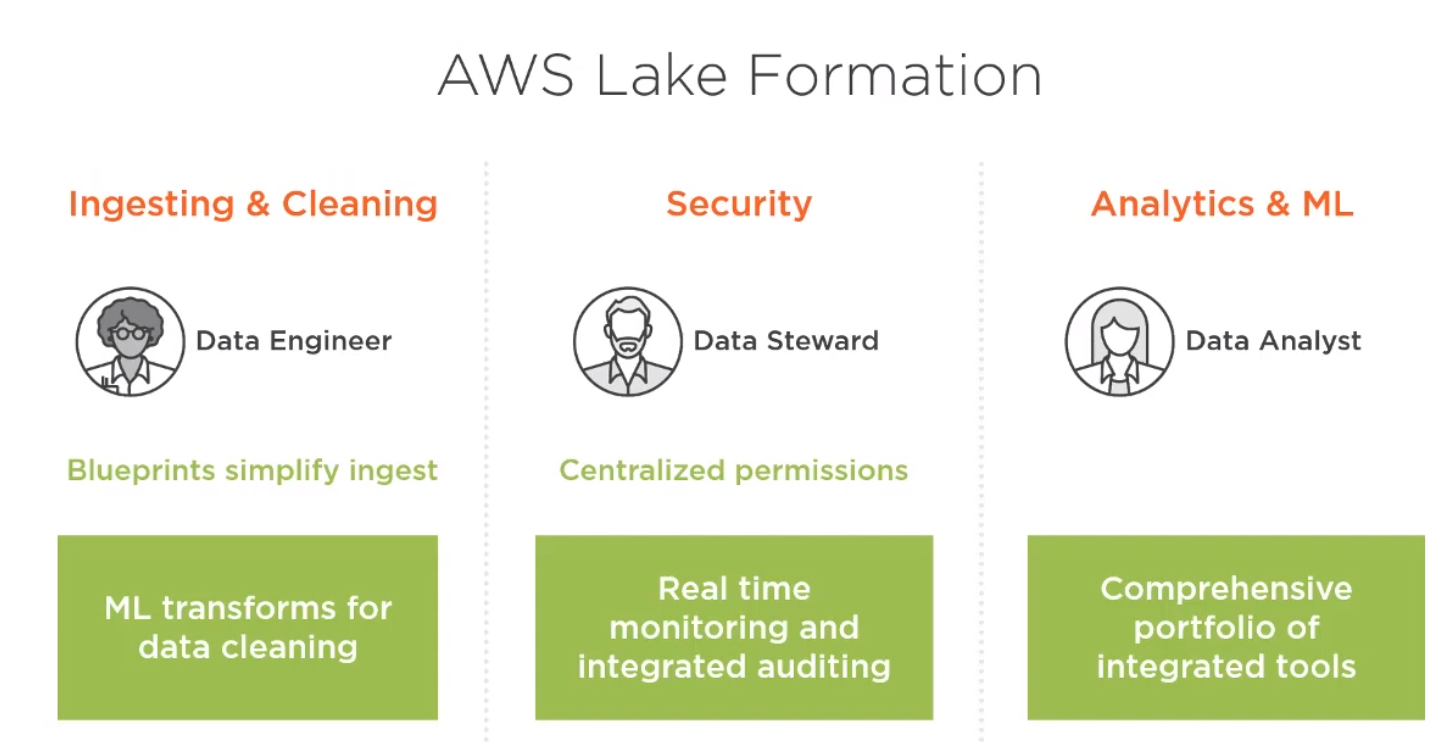 AWS Lake Formation
Ingesting & Cleaning
Data Engineer
Blueprints simplify ingest
ML transforms for
data cleaning
Security
Data Steward
Centralized permissions
Real time
monitoring and
integrated auditing
Analytics & ML
Data Analyst
Comprehensive
portfolio of
integrated tools